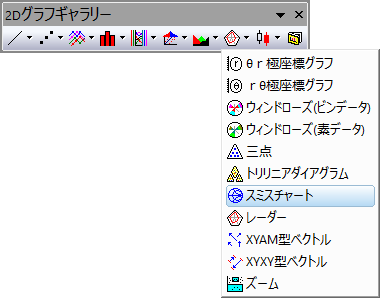 2Dグラフギャラリー
θr極座標グラフ
rθ極座標グラフ
ウィンドローズ(ビンデータ)
ウィンドローズ(素データ)
三点
トリリニアダイアグラム
スミスチャート
レーダー
XYAM型ベクトル
XYXY型ベクトル
ズーム